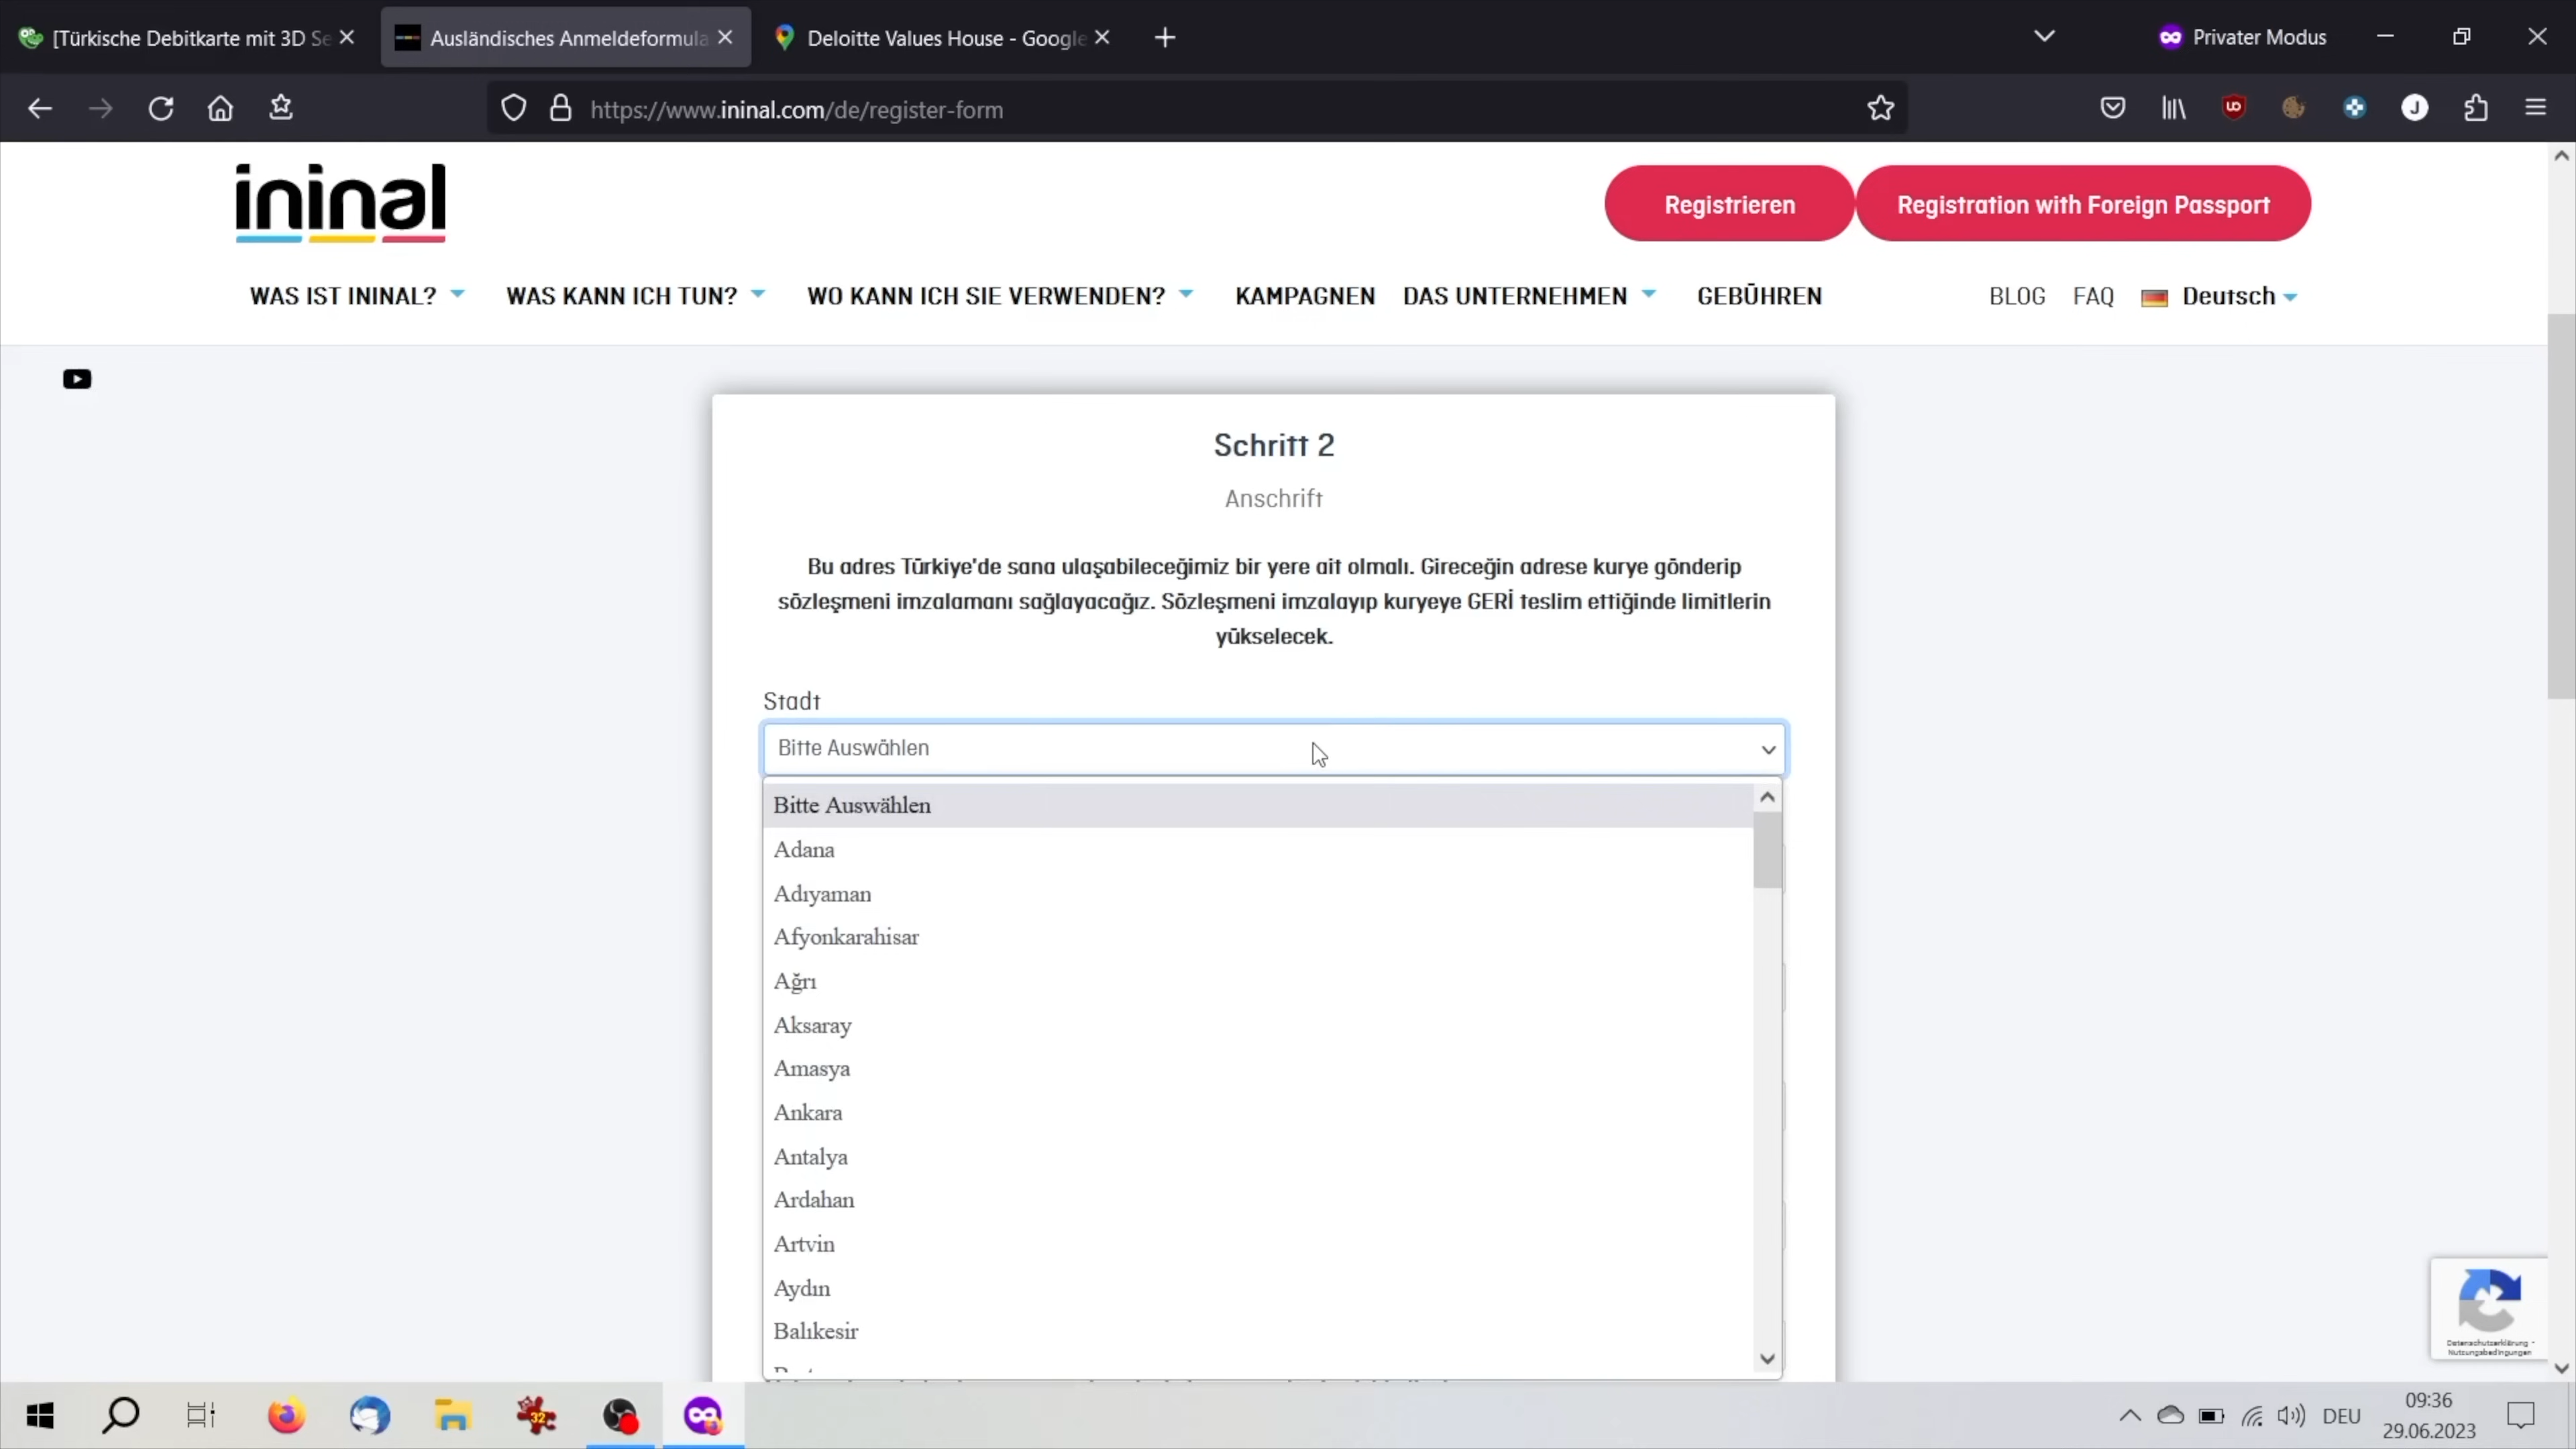 [Türkische Debitkarte mit 3D Se
Ausländisches Anmeldeformula
Deloitte Values House - Google
Privater Modus
https://www.ininal.com/de/register-form
ininal
Registrieren
Registration with Foreign Passport
WAS IST ININAL?
WAS KANN ICH TUN?
WO KANN ICH SIE VERWENDEN?
KAMPAGNEN
DAS UNTERNEHMEN
GEBÜHREN
BLOG
FAQ
Deutsch
Schritt 2
Anschrift
Bu adres Türkiye'de sana ulaşabileceğimiz bir yere ait olmalı. Gireceğin adrese kurye gönderip
sözleşmeni imzalamanı sağlayacağız. Sözleşmeni imzalayıp kuryeye GERİ teslim ettiğinde limitlerin
yükselecek.
Stadt
Bitte Auswählen
Bitte Auswählen
Adana
Adıyaman
Afyonkarahisar
Ağrı
Aksaray
Amasya
Ankara
Antalya
Ardahan
Artvin
Aydın
Balıkesir
Datenschutzerklärung -
Nutzungsbedingungen
32
DEU
09:36
29.06.2023